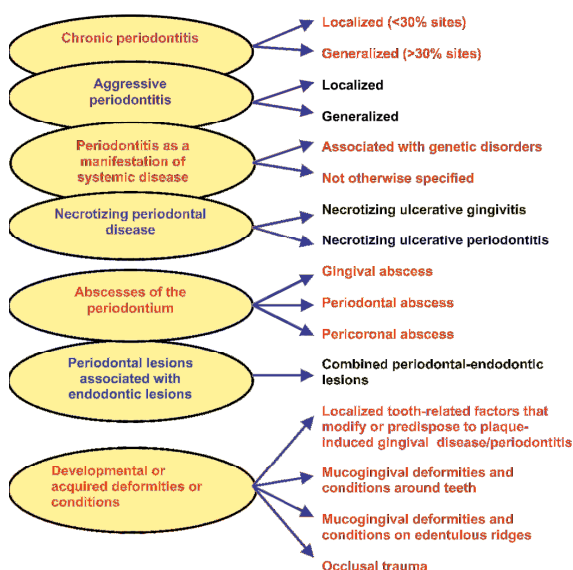 Chronic periodontitis
Localized (<30% sites)
Generalized (>30% sites)
Aggressive
periodontitis
Localized
Generalized
Periodontitis as a
manifestation of
systemic disease
Associated with genetic disorders
Not otherwise specified
Necrotizing periodontal
disease
Necrotizing ulcerative gingivitis
Necrotizing ulcerative periodontitis
Abscesses of the
periodontium
Gingival abscess
Periodontal abscess
Pericoronal abscess
Periodontal lesions
associated with
endodontic lesions
Combined periodontal-endodontic
lesions
Developmental or
acquired deformities or
conditions
Localized tooth-related factors that
modify or predispose to plaque-
induced gingival disease/periodontitis
Mucogingival deformities and
conditions around teeth
Mucogingival deformities and
conditions on edentulous ridges
Occlusal trauma